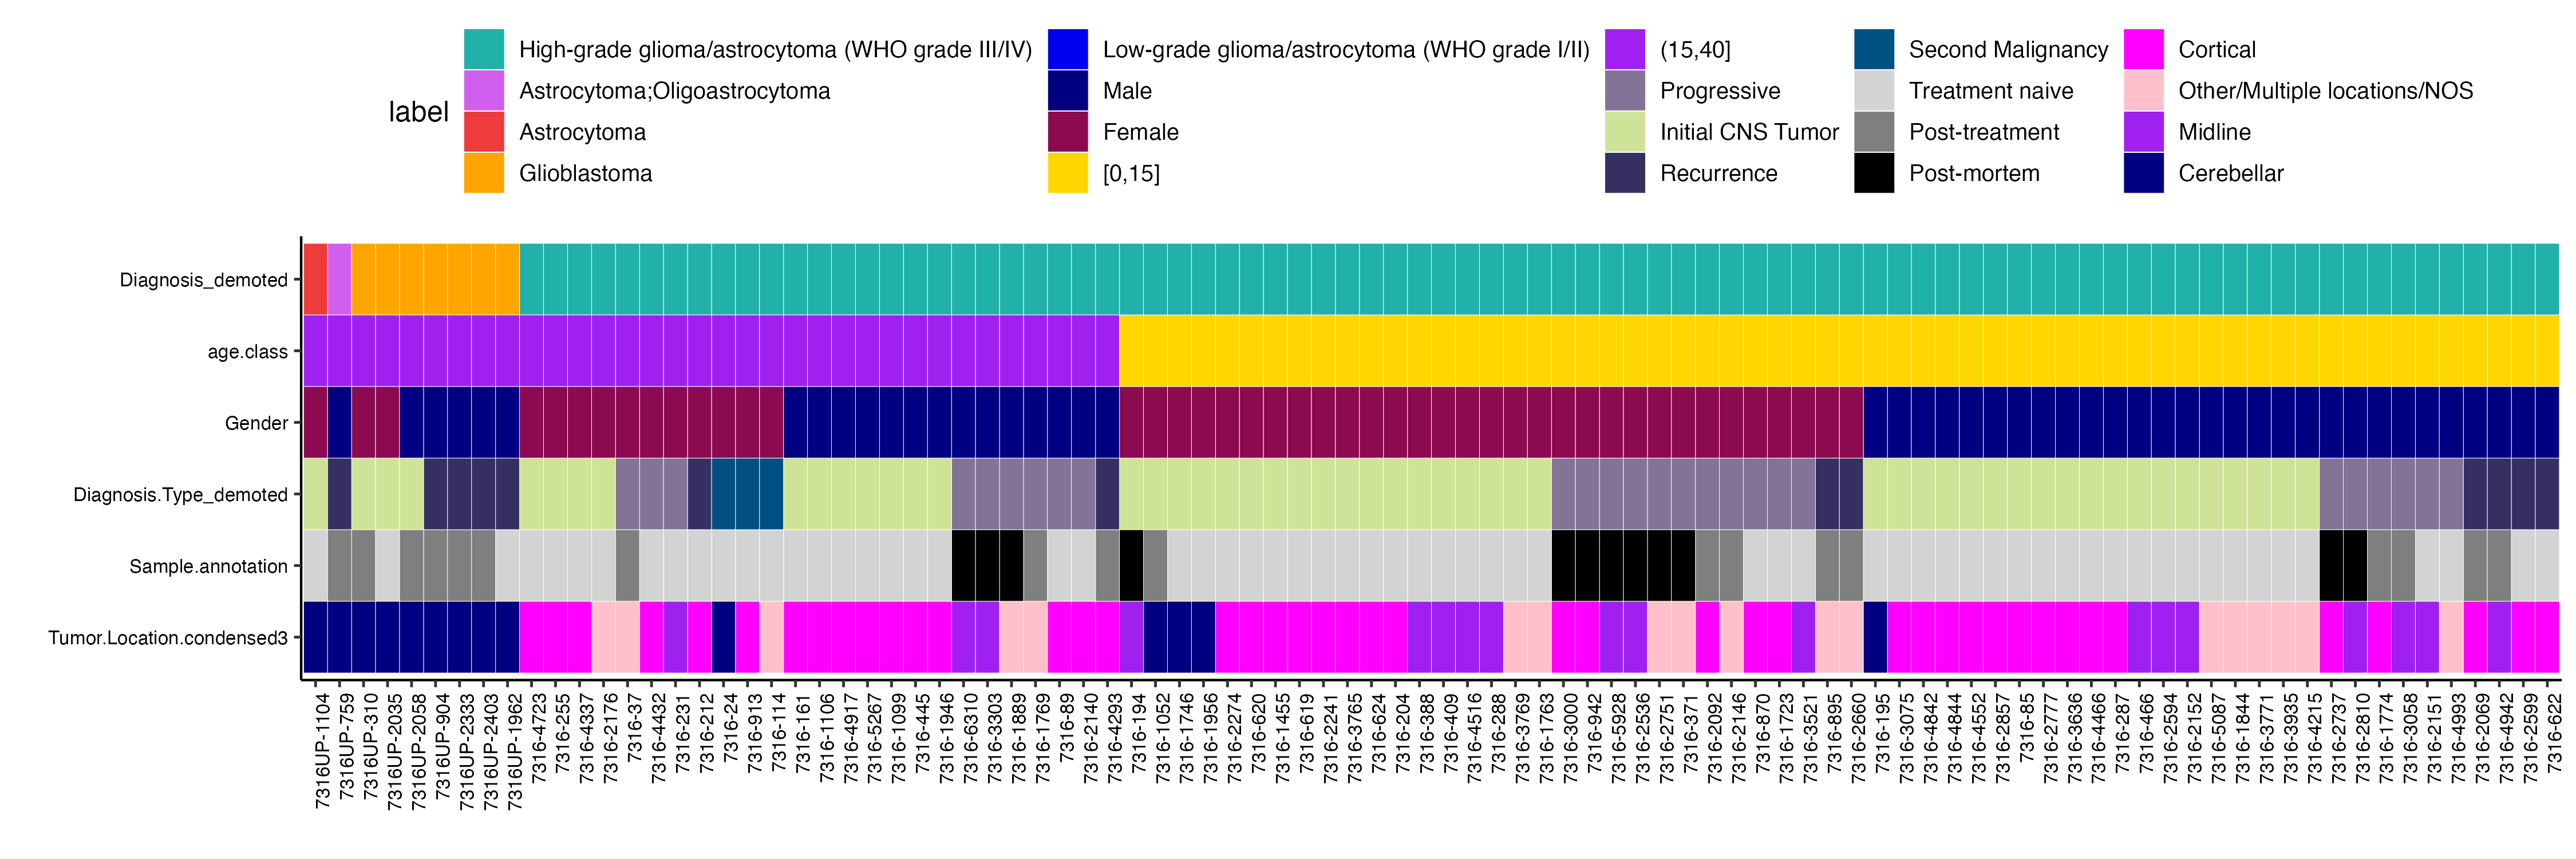 label
High-grade glioma/astrocytoma (WHO grade III/IV)
Astrocytoma;Oligoastrocytoma
Astrocytoma
Glioblastoma
Low-grade glioma/astrocytoma (WHO grade I/II)
Male
Female
[0,15]
(15,40]
Progressive
Initial CNS Tumor
Recurrence
Second Malignancy
Treatment naive
Post-treatment
Post-mortem
Cortical
Other/Multiple locations/NOS
Midline
Cerebellar
Diagnosis_demoted
age.class
Gender
Diagnosis.Type_demoted
Sample.annotation
Tumor.Location.condensed3
7316UP-1104
7316UP-759
7316UP-310
7316UP-2035
7316UP-2058
7316UP-904
7316UP-2333
7316UP-2403
7316UP-1962
7316-4723
7316-255
7316-4337
7316-2176
7316-37
7316-4432
7316-231
7316-212
7316-24
7316-913
7316-114
7316-161
7316-1106
7316-4917
7316-5267
7316-1099
7316-445
7316-1946
7316-6310
7316-3303
7316-1889
7316-1769
7316-89
7316-2140
7316-4293
7316-194
7316-1052
7316-1746
7316-1956
7316-2274
7316-620
7316-1455
7316-619
7316-2241
7316-3765
7316-624
7316-204
7316-388
7316-409
7316-4516
7316-288
7316-3769
7316-1763
7316-3000
7316-942
7316-5928
7316-2536
7316-2751
7316-371
7316-2092
7316-2146
7316-870
7316-1723
7316-3521
7316-895
7316-2660
7316-195
7316-3075
7316-4842
7316-4844
7316-4552
7316-2857
7316-85
7316-2777
7316-3636
7316-4466
7316-287
7316-466
7316-2594
7316-2152
7316-5087
7316-1844
7316-3771
7316-3935
7316-4215
7316-2737
7316-2810
7316-1774
7316-3058
7316-2151
7316-4993
7316-2069
7316-4942
7316-2599
7316-622